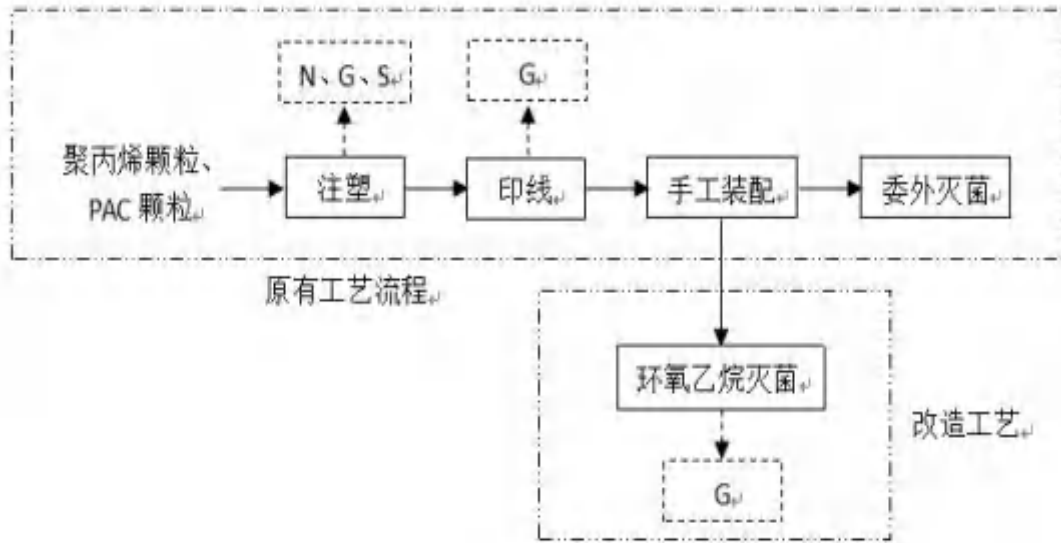 N、G、S
G
聚丙烯颗粒、
PAC 颗粒
注塑
印线
手工装配
委外灭菌
原有工艺流程
环氧乙烷灭菌
改造工艺
G